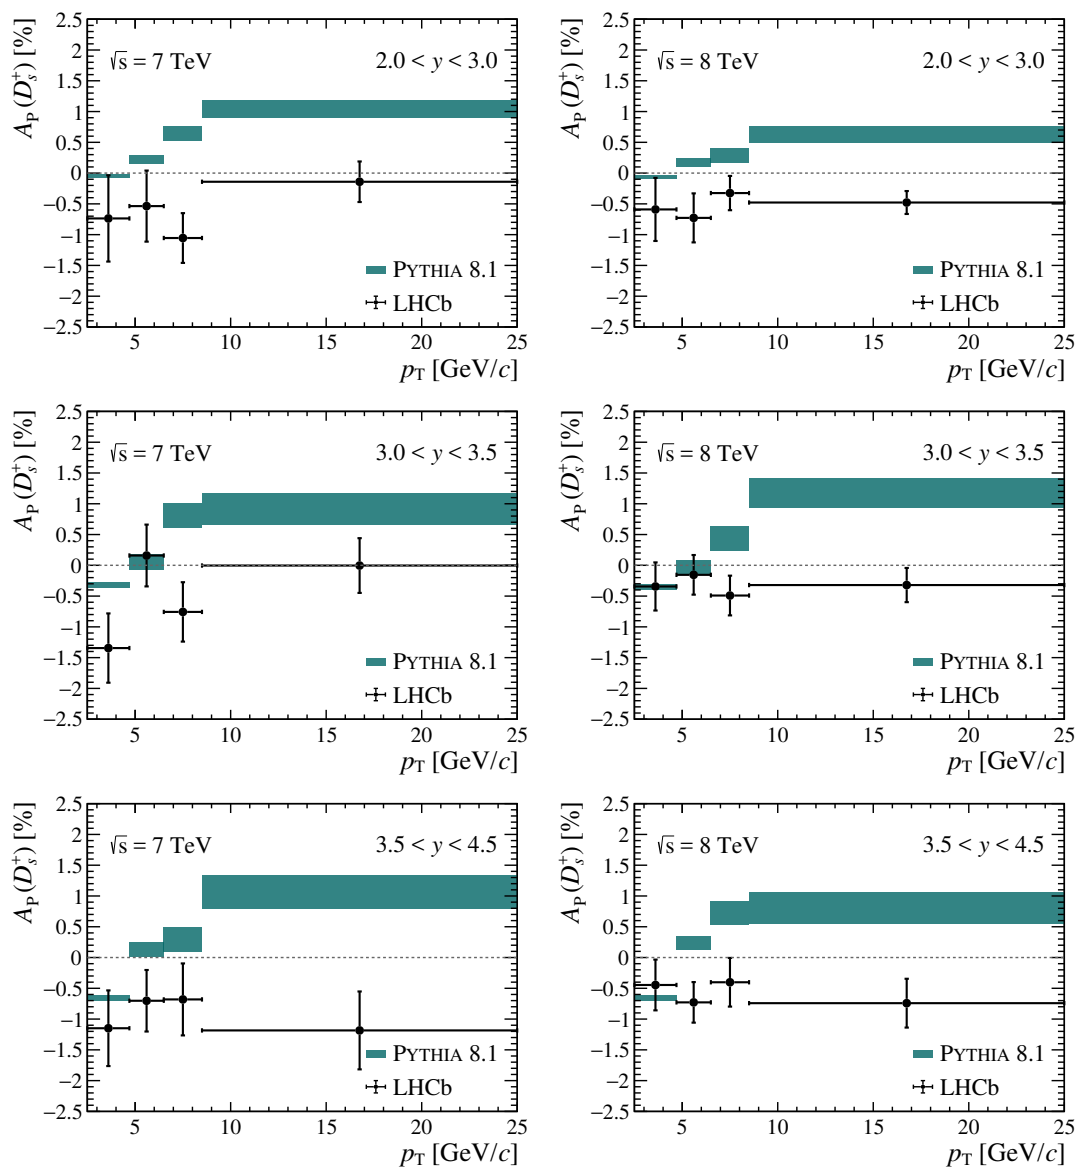 A_P(D_s^+) [%]
2.5
2
1.5
1
0.5
0
−0.5
−1
−1.5
−2
−2.5
√s = 7 TeV
2.0 < y < 3.0
PYTHIA 8.1
LHCb
5 10 15 20 25
p_T [GeV/c]
A_P(D_s^+) [%]
2.5
2
1.5
1
0.5
0
−0.5
−1
−1.5
−2
−2.5
√s = 8 TeV
2.0 < y < 3.0
PYTHIA 8.1
LHCb
5 10 15 20 25
p_T [GeV/c]
A_P(D_s^+) [%]
2.5
2
1.5
1
0.5
0
−0.5
−1
−1.5
−2
−2.5
√s = 7 TeV
3.0 < y < 3.5
PYTHIA 8.1
LHCb
5 10 15 20 25
p_T [GeV/c]
A_P(D_s^+) [%]
2.5
2
1.5
1
0.5
0
−0.5
−1
−1.5
−2
−2.5
√s = 8 TeV
3.0 < y < 3.5
PYTHIA 8.1
LHCb
5 10 15 20 25
p_T [GeV/c]
A_P(D_s^+) [%]
2.5
2
1.5
1
0.5
0
−0.5
−1
−1.5
−2
−2.5
√s = 7 TeV
3.5 < y < 4.5
PYTHIA 8.1
LHCb
5 10 15 20 25
p_T [GeV/c]
A_P(D_s^+) [%]
2.5
2
1.5
1
0.5
0
−0.5
−1
−1.5
−2
−2.5
√s = 8 TeV
3.5 < y < 4.5
PYTHIA 8.1
LHCb
5 10 15 20 25
p_T [GeV/c]